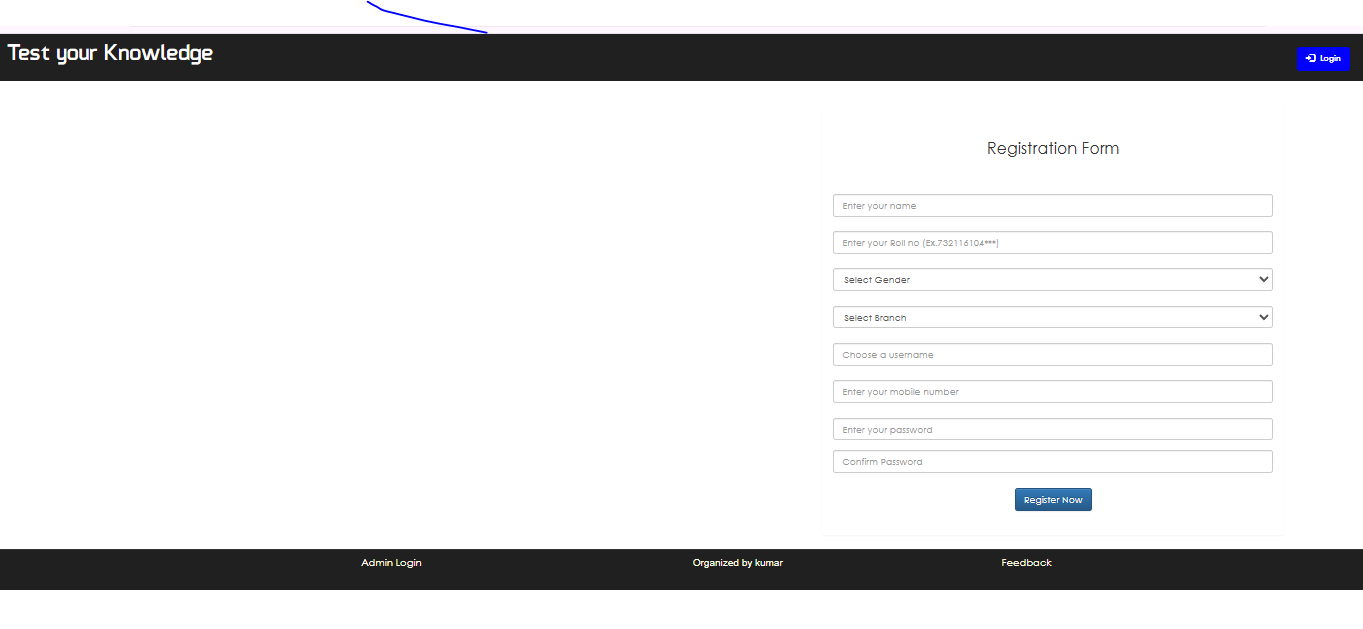 Test your Knowledge
Login
Registration Form
Enter your name
Enter your Roll no (Ex.732116104***)
Select Gender
Select Branch
Choose a username
Enter your mobile number
Enter your password
Confirm Password
Register Now
Admin Login
Organized by kumar
Feedback